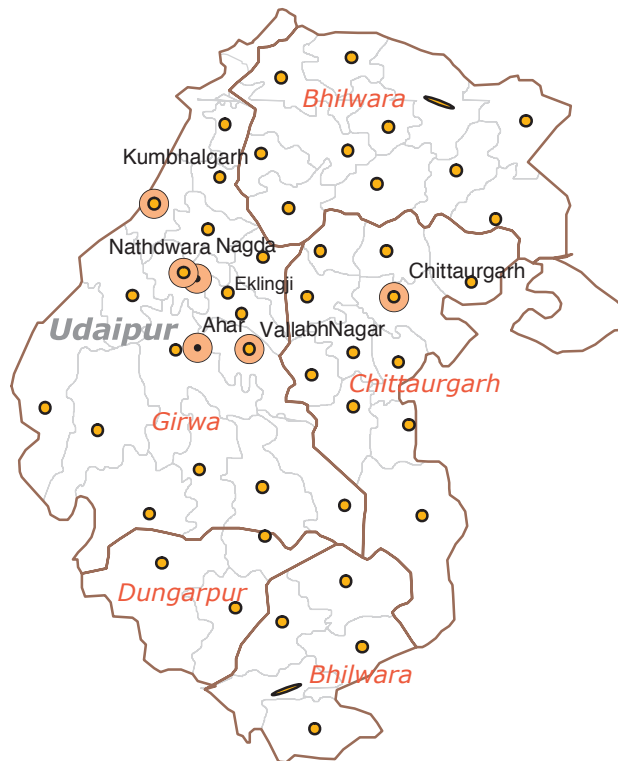 Bhilwara
Kumbhalgarh
Nathdwara
Nagda
Chittaurgarh
Eklingji
Udaipur
Ahar
VallabhNagar
Chittaurgarh
Girwa
Dungarpur
Bhilwara